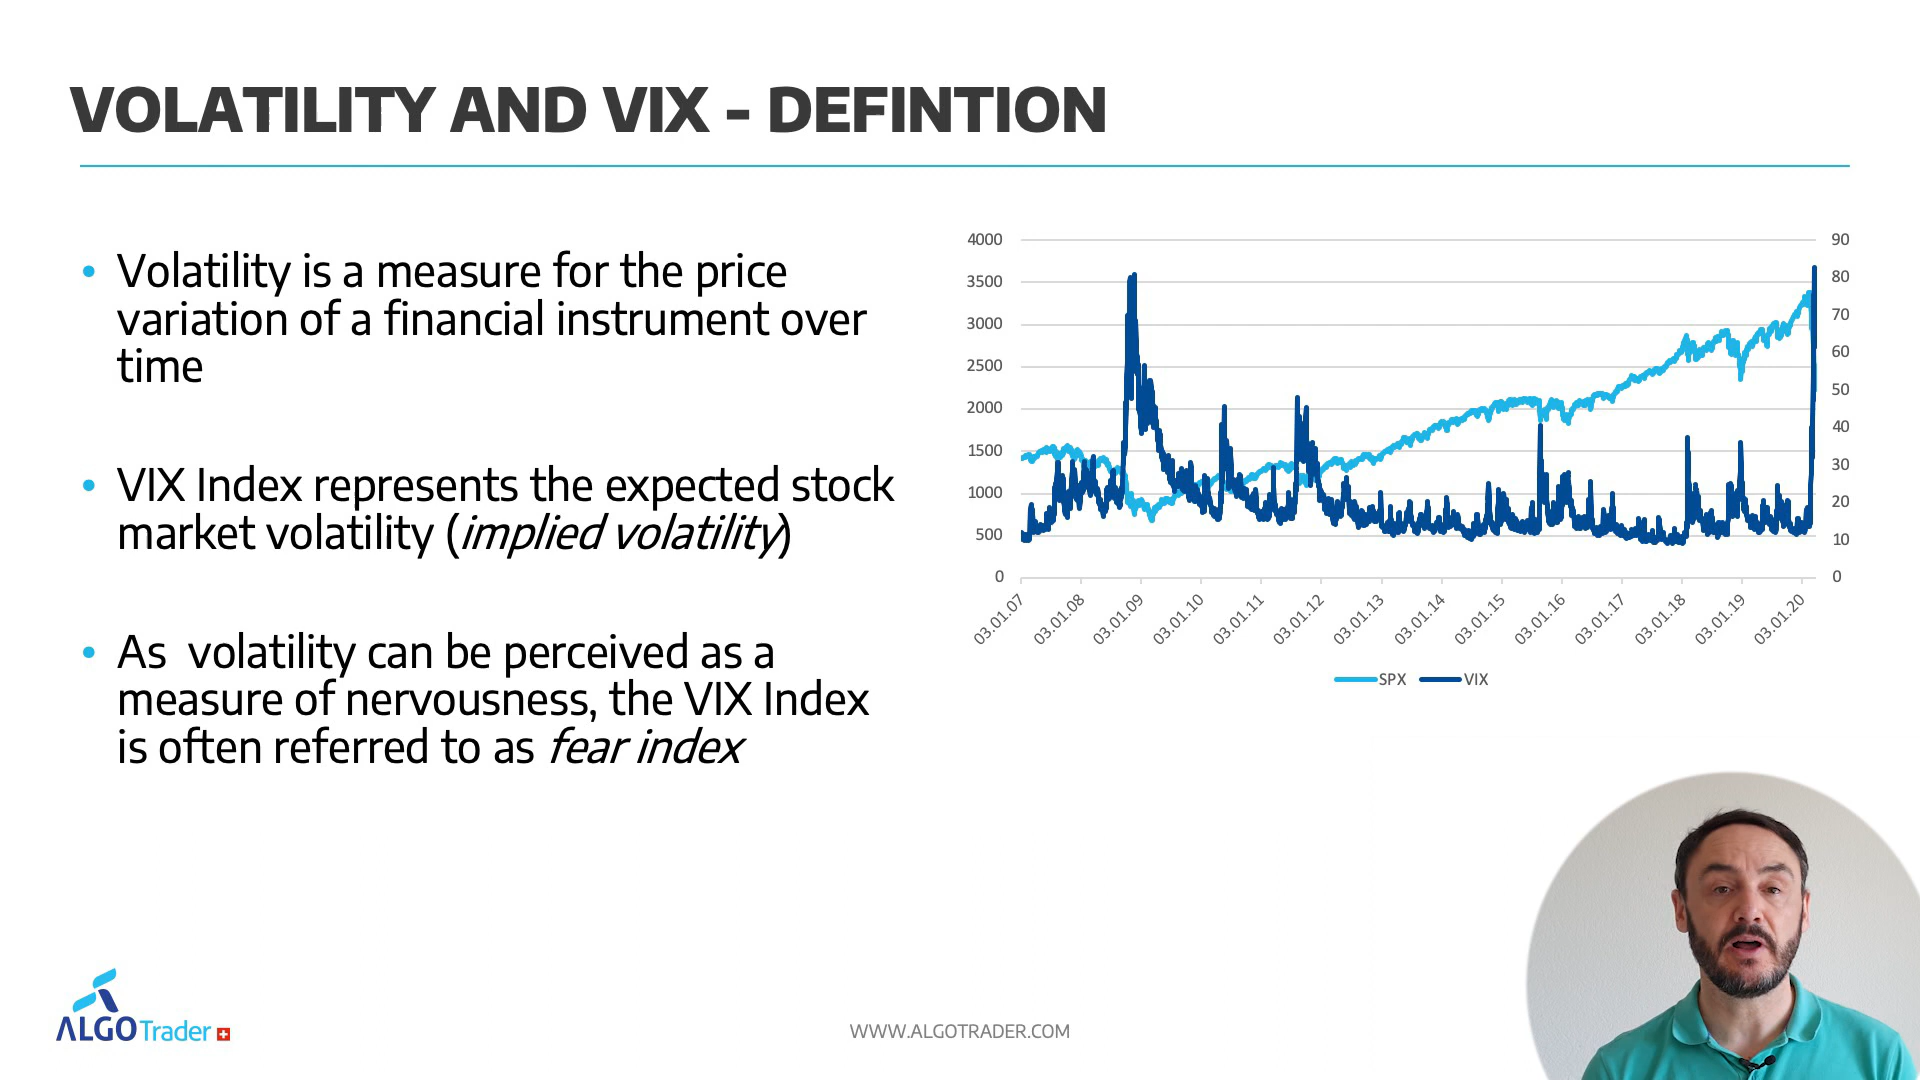 VOLATILITY AND VIX - DEFINTION
• Volatility is a measure for the price
variation of a financial instrument over
time
• VIX Index represents the expected stock
market volatility (implied volatility)
• As  volatility can be perceived as a
measure of nervousness, the VIX Index
is often referred to as fear index
4000
3500
3000
2500
2000
1500
1000
500
0
90
80
70
60
50
40
30
20
10
0
03.01.07
03.01.08
03.01.09
03.01.10
03.01.11
03.01.12
03.01.13
03.01.14
03.01.15
03.01.16
03.01.17
03.01.18
03.01.19
03.01.20
SPX VIX
ALGO Trader
WWW.ALGOTRADER.COM